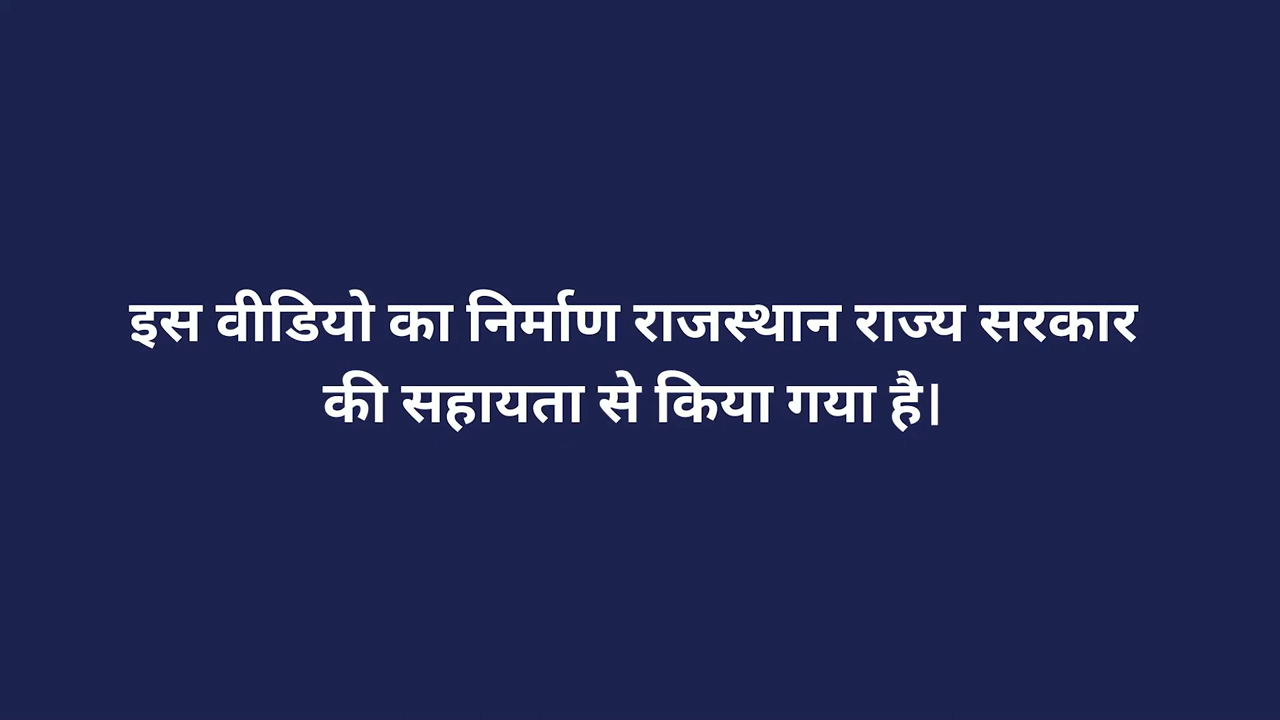 इस वीडियो का निर्माण राजस्थान राज्य सरकार
की सहायता से किया गया है।